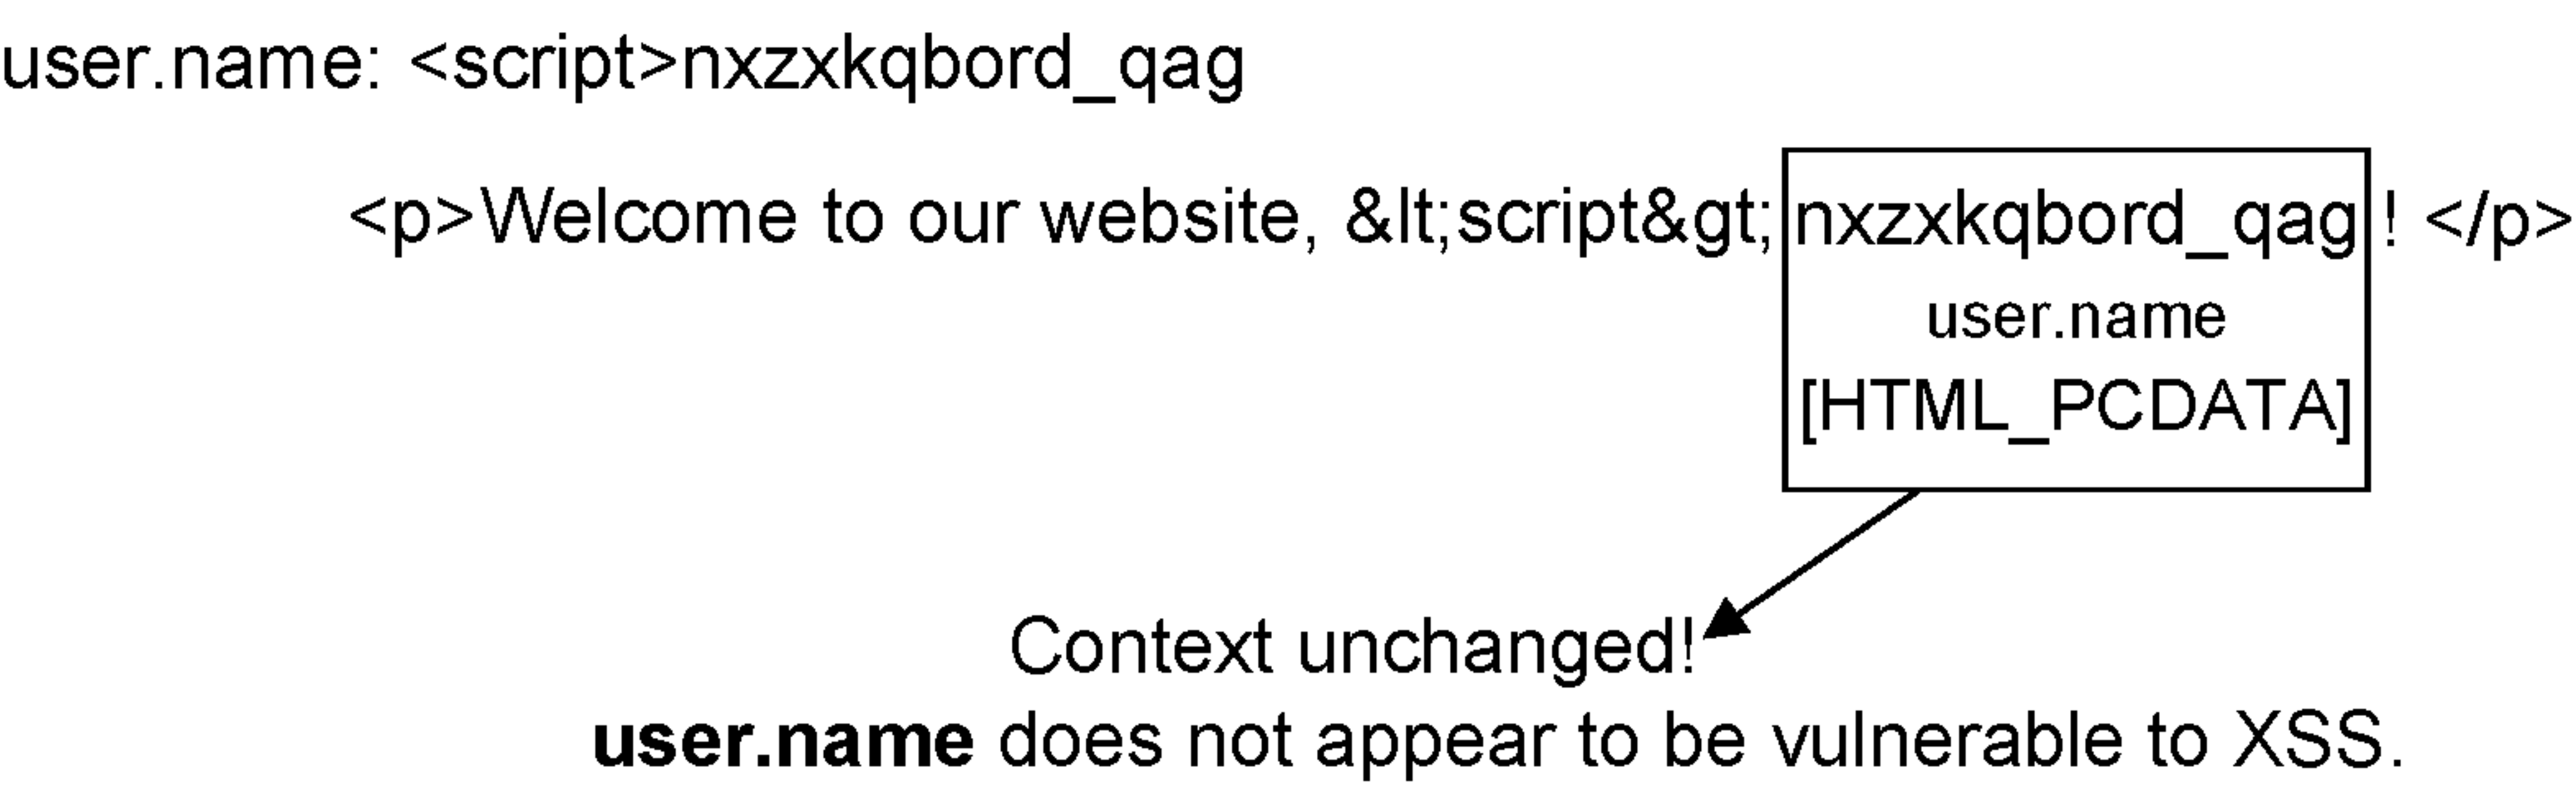 user.name: <script>nxzxkqbord_qag
<p>Welcome to our website, &lt;script&gt;nxzxkqbord_qag! </p>
user.name
[HTML_PCDATA]
Context unchanged!
user.name does not appear to be vulnerable to XSS.